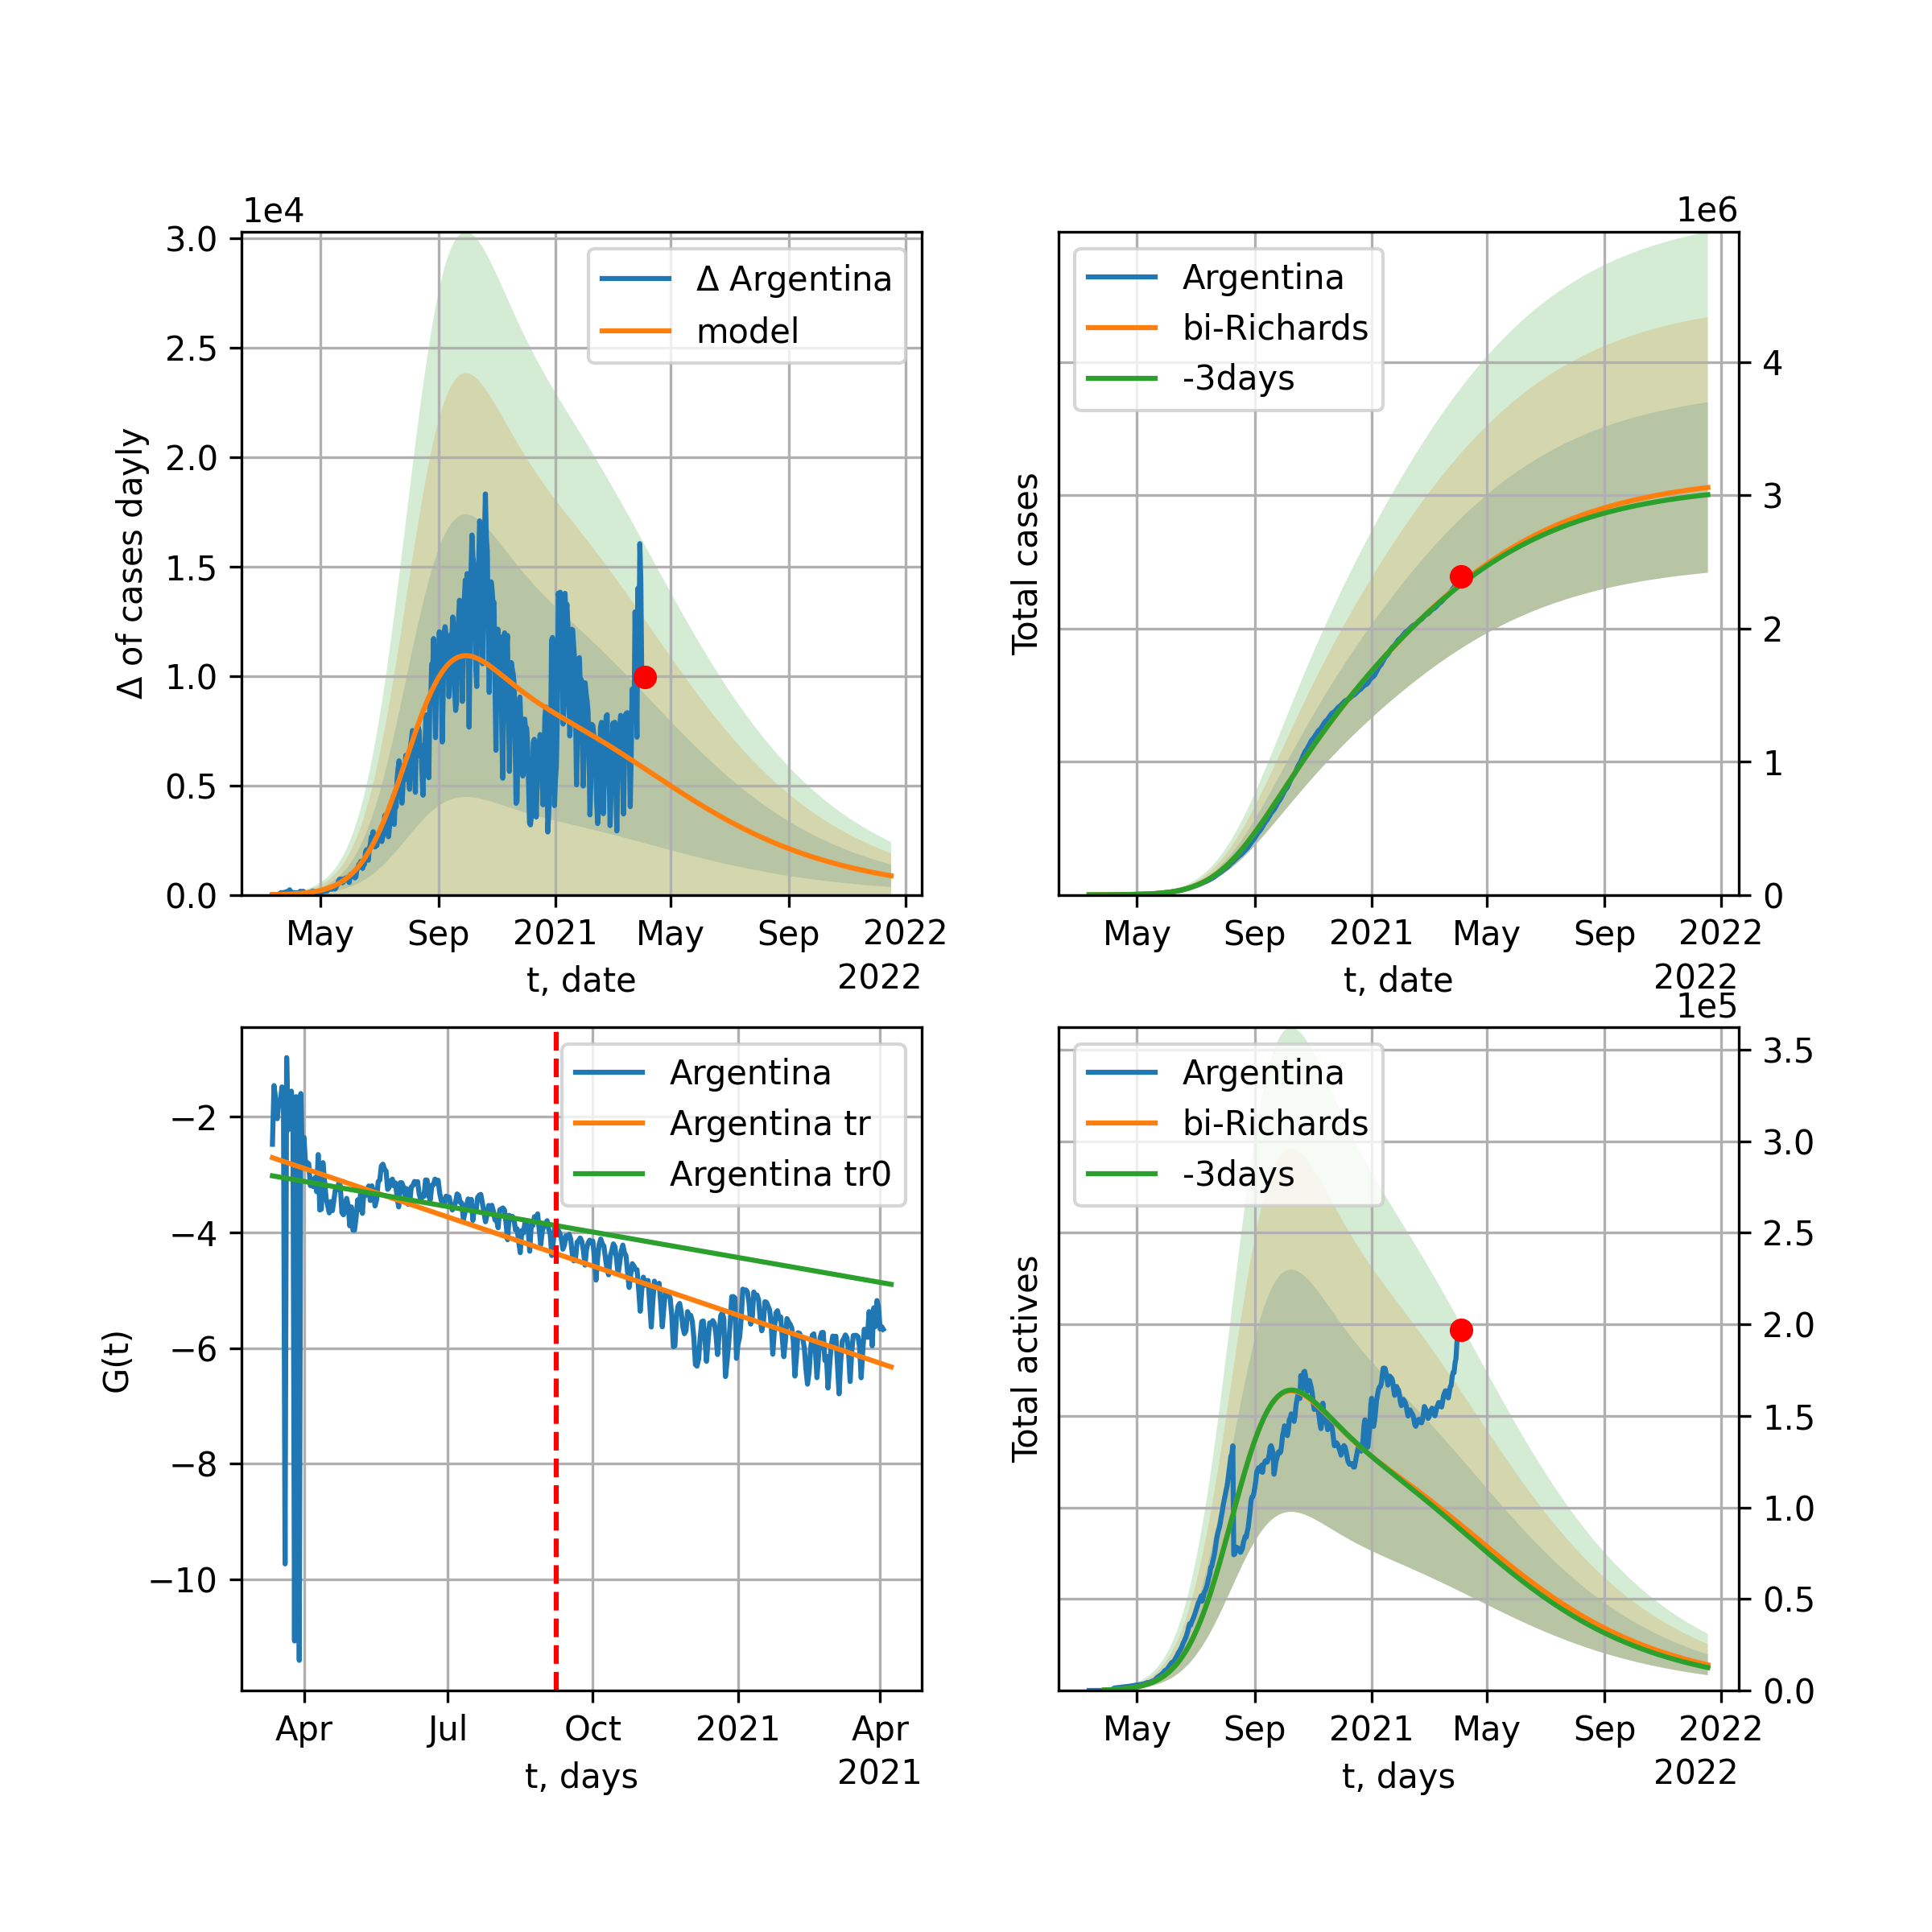 1e4
3.0
2.5
2.0
1.5
1.0
0.5
0.0
Δ of cases dayly
Δ Argentina
model
May Sep 2021 May Sep 2022
t, date
2022
1e6
Argentina
bi-Richards
-3days
Total cases
4
3
2
1
0
May Sep 2021 May Sep 2022
t, date
2022
G(t)
−2
−4
−6
−8
−10
Argentina
Argentina tr
Argentina tr0
Apr Jul Oct 2021 Apr
t, days
2021
1e5
Argentina
bi-Richards
-3days
Total actives
3.5
3.0
2.5
2.0
1.5
1.0
0.5
0.0
May Sep 2021 May Sep 2022
t, days
2022